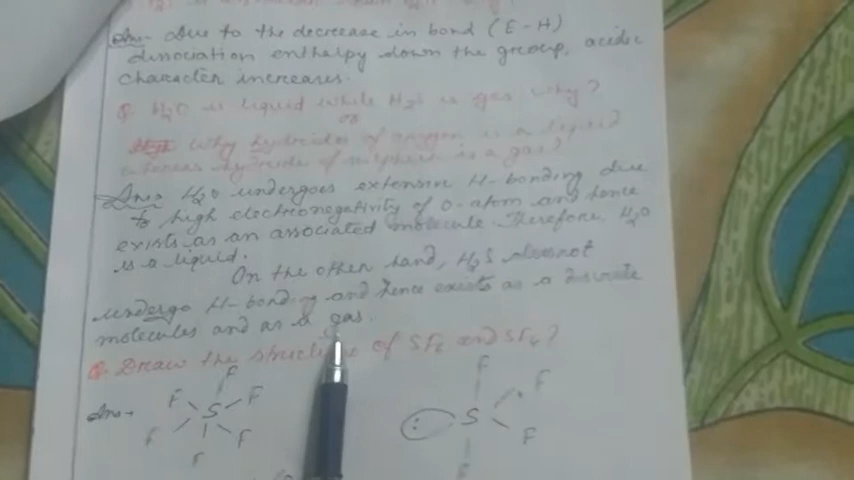 Ans- Due to the decrease in bond (E-H)
dissociation enthalpy down the group, acidic
character increases.
Q. H2O is liquid while H2S is gas why?
or
Why hydrides of oxygen is a liquid
whereas hydride of sulphur is a gas?
Ans- H2O undergoes extensive H-bonding due
to high electronegativity of O-atom and hence
exists as an associated molecule. Therefore, H2O
is a liquid.
On the other hand, H2S doesnot
undergo H-bonding and hence exists as a discrete
molecules and as a gas.
Q. Draw the structure of SF6 and SF4?
Ans-
F
F F
S
F F
F
F
F
: S
F
F